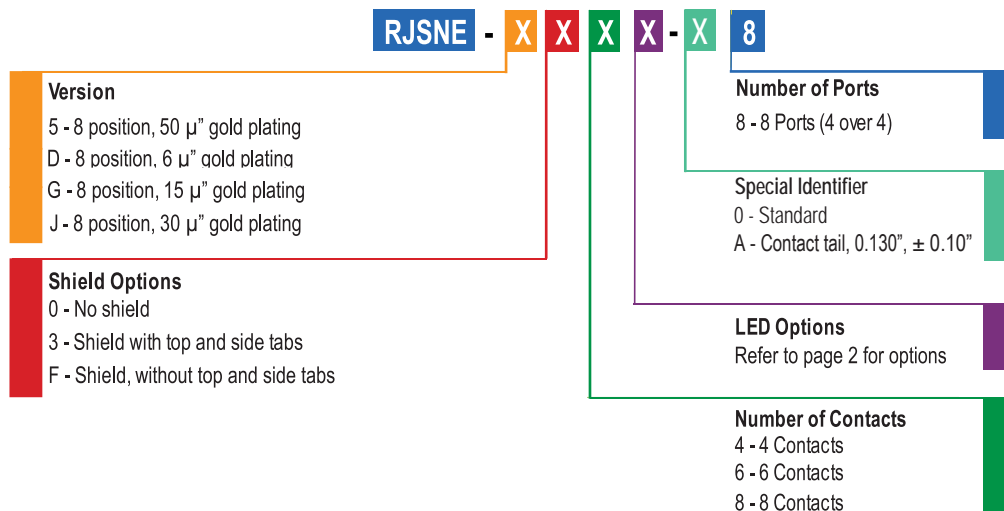 RJSNE - X X X X - X 8
Version
5 - 8 position, 50 µ” gold plating
D - 8 position, 6 µ” gold plating
G - 8 position, 15 µ” gold plating
J - 8 position, 30 µ” gold plating
Shield Options
0 - No shield
3 - Shield with top and side tabs
F - Shield, without top and side tabs
Number of Ports
8 - 8 Ports (4 over 4)
Special Identifier
0 - Standard
A - Contact tail, 0.130”, ± 0.10”
LED Options
Refer to page 2 for options
Number of Contacts
4 - 4 Contacts
6 - 6 Contacts
8 - 8 Contacts